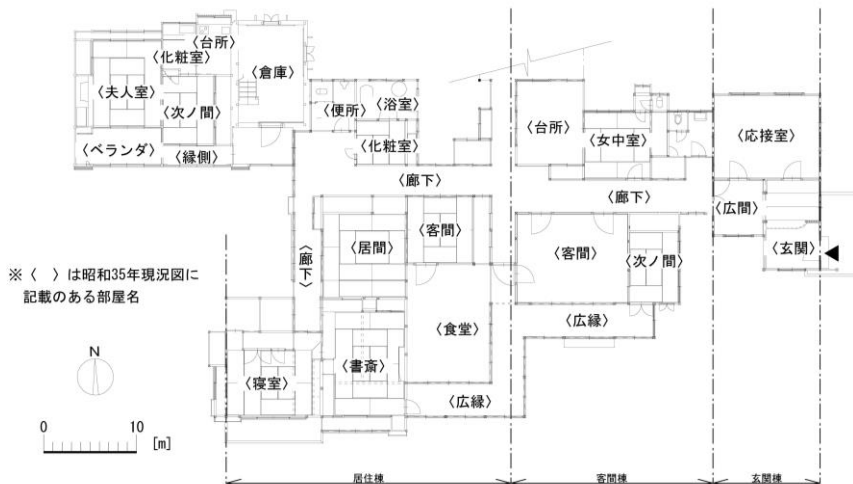 〈台所〉
〈化粧室〉
〈倉庫〉
〈夫人室〉
〈次ノ間〉
〈便所〉
〈浴室〉
〈化粧室〉
〈台所〉
〈女中室〉
〈応接室〉
〈ベランダ〉
〈縁側〉
〈廊下〉
〈廊下〉
〈広間〉
〈玄関〉
〈居間〉
〈客間〉
〈客間〉
〈次ノ間〉
〈廊下〉
※〈 〉は昭和35年現況図に
記載のある部屋名
〈食堂〉
〈広縁〉
N
〈寝室〉
〈書斎〉
〈広縁〉
0 10
[m]
居住棟 客間棟 玄関棟